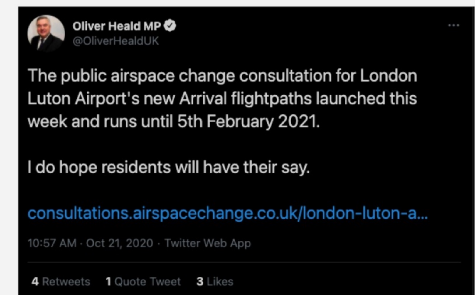 Oliver Heald MP
@OliverHealdUK
The public airspace change consultation for London
Luton Airport's new Arrival flightpaths launched this
week and runs until 5th February 2021.
I do hope residents will have their say.
consultations.airspacechange.co.uk/london-luton-a...
10:57 AM · Oct 21, 2020 · Twitter Web App
4 Retweets 1 Quote Tweet 3 Likes